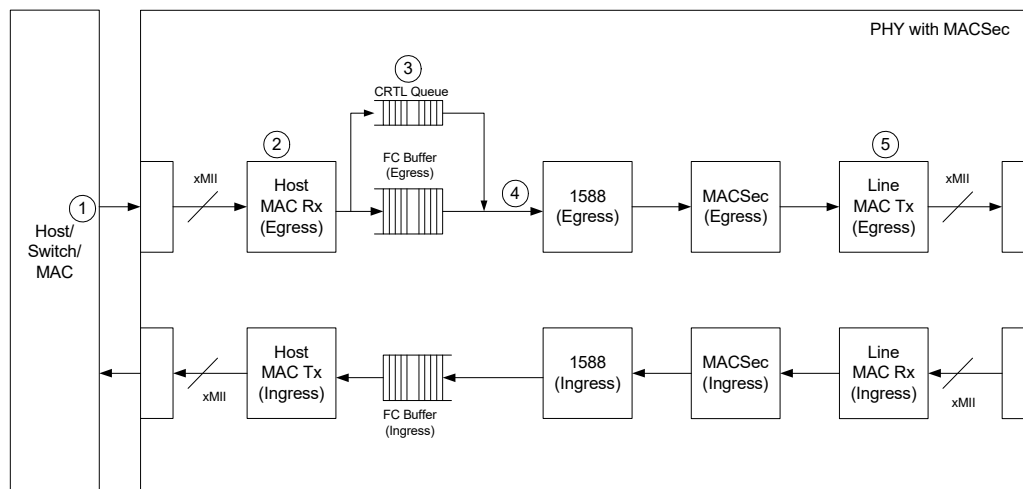 PHY with MACSec
3
CRTL Queue
2
5
xMII
Host
MAC Rx
(Egress)
FC Buffer
(Egress)
4
1588
(Egress)
MACSec
(Egress)
Line
MAC Tx
(Egress)
xMII
1
Host/
Switch/
MAC
xMII
Host
MAC Tx
(Ingress)
FC Buffer
(Ingress)
1588
(Ingress)
MACSec
(Ingress)
Line
MAC Rx
(Ingress)
xMII